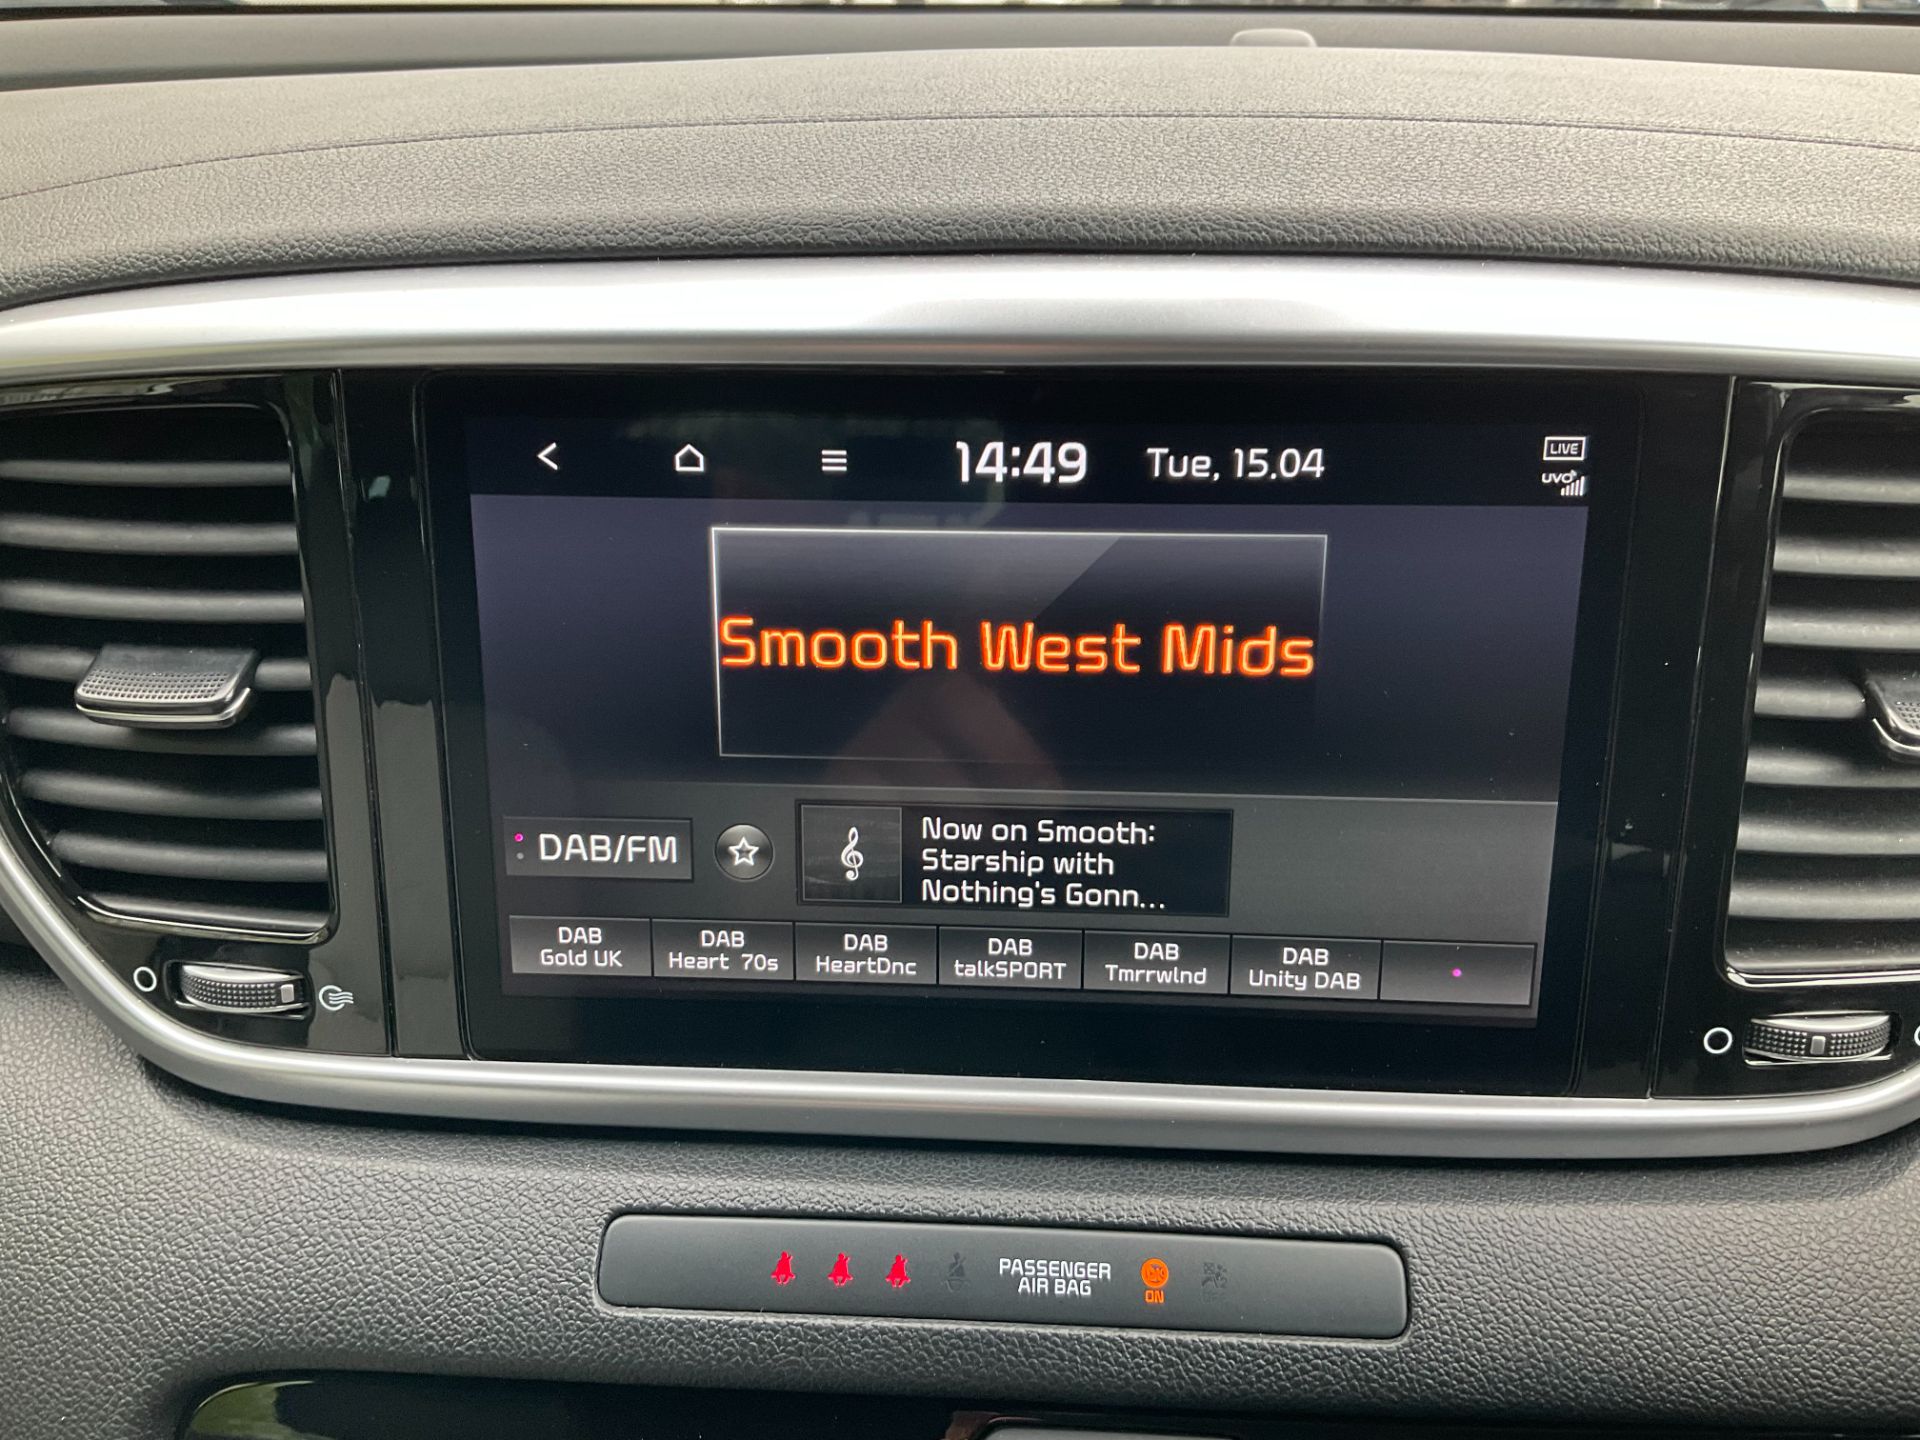 14:49 Tue, 15.04
LIVE
UVO
Smooth West Mids
DAB/FM
Now on Smooth:
Starship with
Nothing's Gonn...
DAB
Gold UK
DAB
Heart 70s
DAB
HeartDnc
DAB
talkSPORT
DAB
Tmrrwlnd
DAB
Unity DAB
PASSENGER
AIR BAG
ON